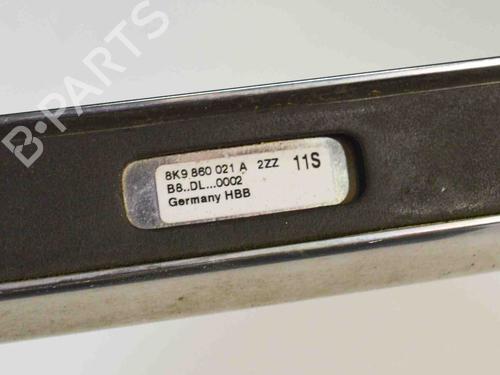 B-PARTS
8K9 860 021 A 2ZZ 11S
B8..DL...0002
Germany HBB